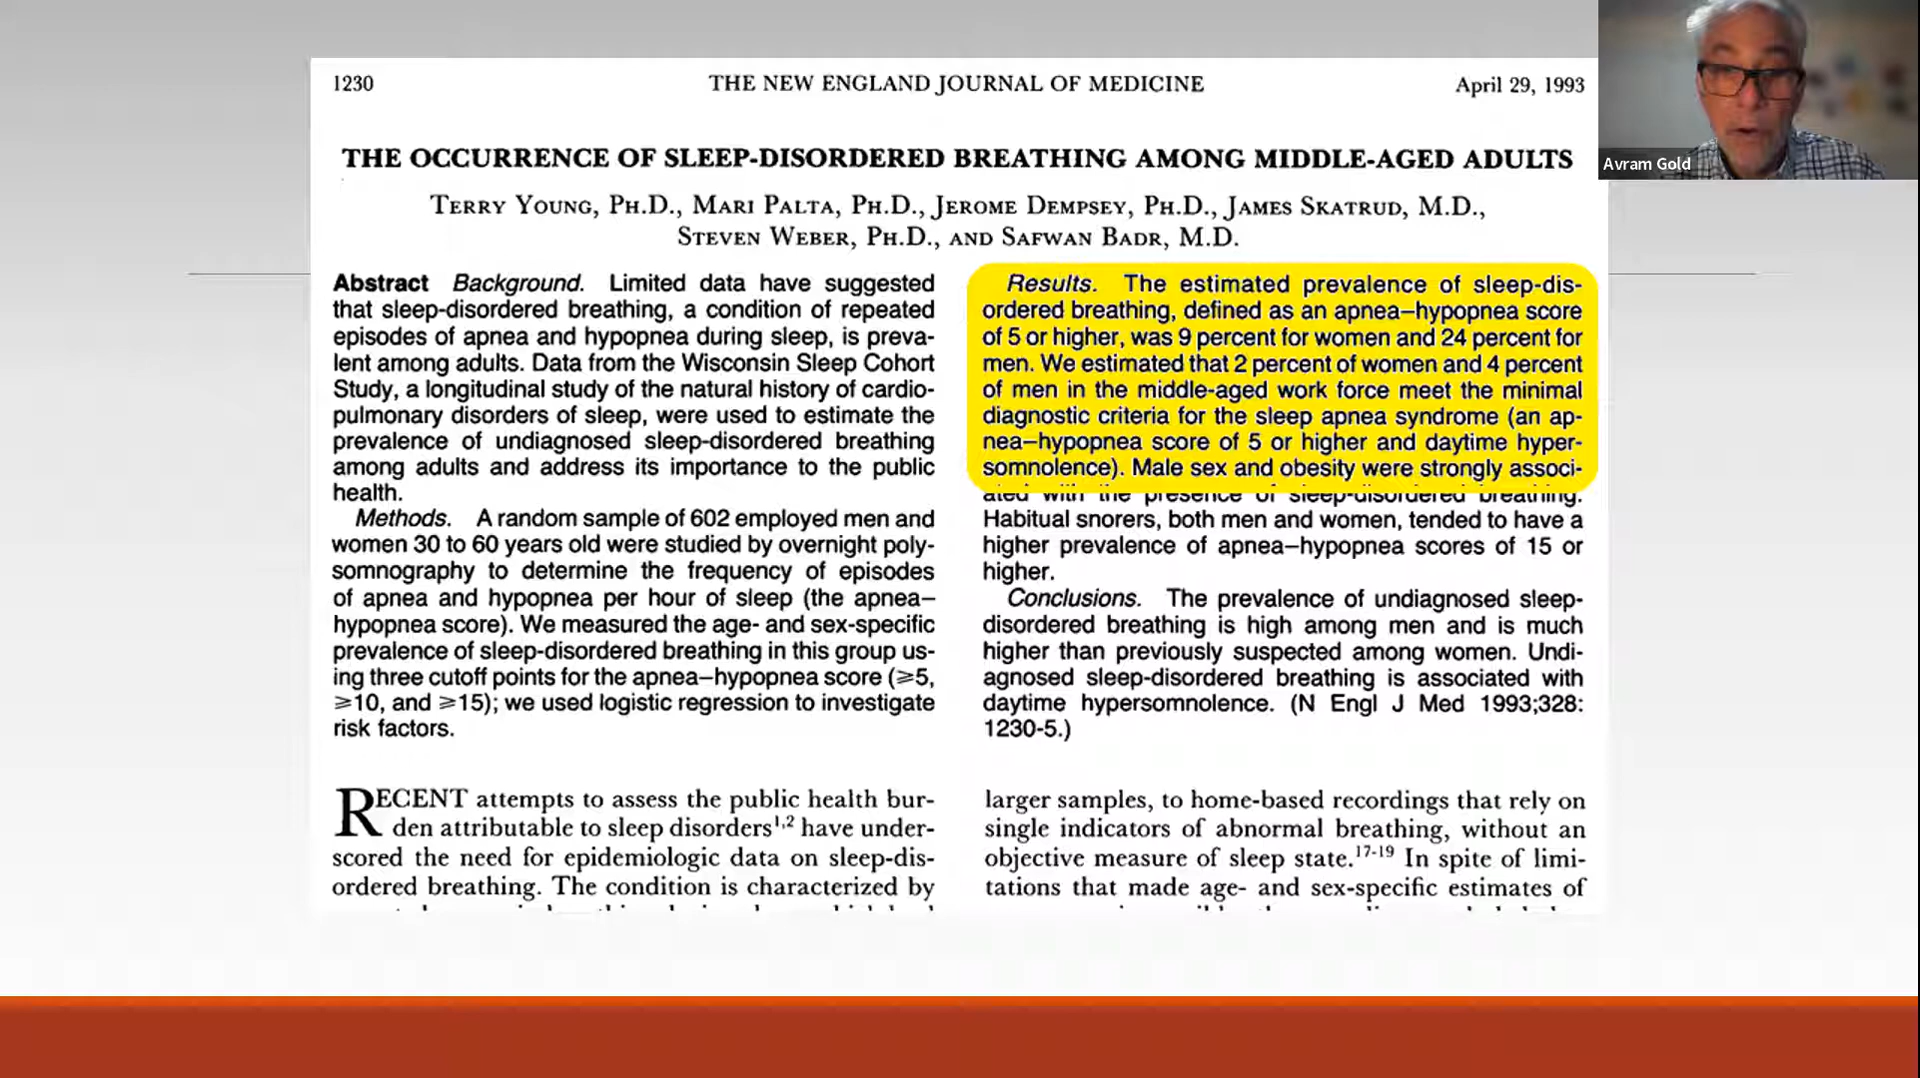 1230
THE NEW ENGLAND JOURNAL OF MEDICINE
April 29, 1993
THE OCCURRENCE OF SLEEP-DISORDERED BREATHING AMONG MIDDLE-AGED ADULTS
TERRY YOUNG, PH.D., MARI PALTA, PH.D., JEROME DEMPSEY, PH.D., JAMES SKATRUD, M.D.,
STEVEN WEBER, PH.D., AND SAFWAN BADR, M.D.
Abstract Background. Limited data have suggested
that sleep-disordered breathing, a condition of repeated
episodes of apnea and hypopnea during sleep, is preva-
lent among adults. Data from the Wisconsin Sleep Cohort
Study, a longitudinal study of the natural history of cardio-
pulmonary disorders of sleep, were used to estimate the
prevalence of undiagnosed sleep-disordered breathing
among adults and address its importance to the public
health.
Methods. A random sample of 602 employed men and
women 30 to 60 years old were studied by overnight poly-
somnography to determine the frequency of episodes
of apnea and hypopnea per hour of sleep (the apnea–
hypopnea score). We measured the age- and sex-specific
prevalence of sleep-disordered breathing in this group us-
ing three cutoff points for the apnea–hypopnea score (≥5,
≥10, and ≥15); we used logistic regression to investigate
risk factors.
Results. The estimated prevalence of sleep-dis-
ordered breathing, defined as an apnea–hypopnea score
of 5 or higher, was 9 percent for women and 24 percent for
men. We estimated that 2 percent of women and 4 percent
of men in the middle-aged work force meet the minimal
diagnostic criteria for the sleep apnea syndrome (an ap-
nea–hypopnea score of 5 or higher and daytime hyper-
somnolence). Male sex and obesity were strongly associ-
ated with the presence of sleep-disordered breathing.
Habitual snorers, both men and women, tended to have a
higher prevalence of apnea–hypopnea scores of 15 or
higher.
Conclusions. The prevalence of undiagnosed sleep-
disordered breathing is high among men and is much
higher than previously suspected among women. Undi-
agnosed sleep-disordered breathing is associated with
daytime hypersomnolence. (N Engl J Med 1993;328:
1230-5.)
RECENT attempts to assess the public health bur-
den attributable to sleep disorders1,2 have under-
scored the need for epidemiologic data on sleep-dis-
ordered breathing. The condition is characterized by
larger samples, to home-based recordings that rely on
single indicators of abnormal breathing, without an
objective measure of sleep state.17-19 In spite of limi-
tations that made age- and sex-specific estimates of
Avram Gold